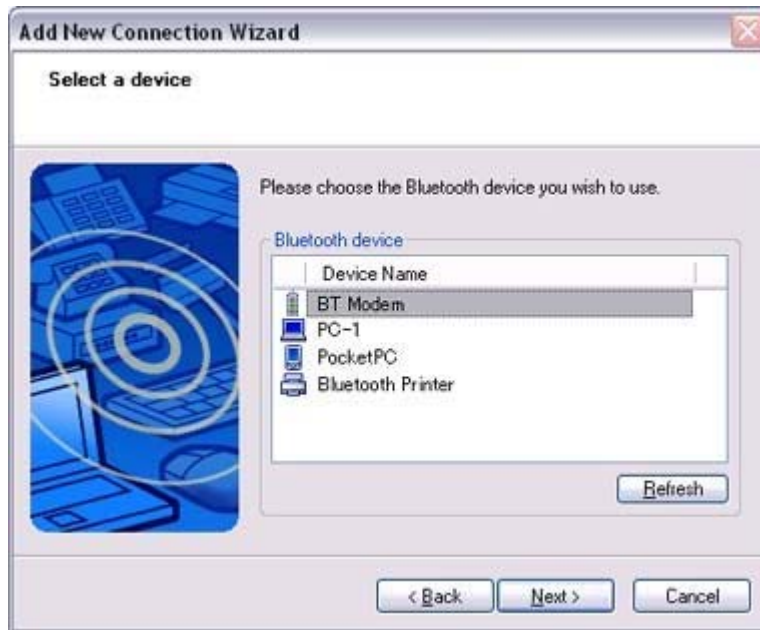 Add New Connection Wizard
Select a device
Please choose the Bluetooth device you wish to use.
Bluetooth device
Device Name
BT Modem
PC-1
PocketPC
Bluetooth Printer
Refresh
< Back Next > Cancel